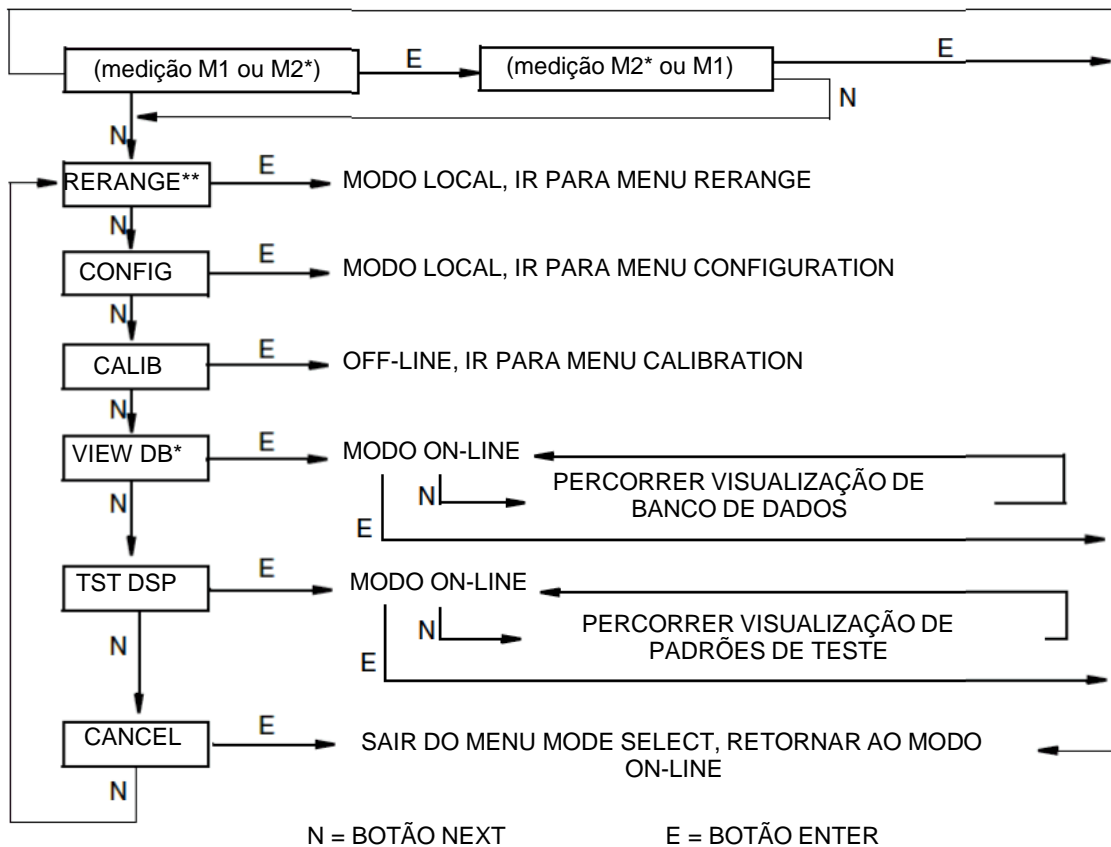 (medição M1 ou M2*)
E
(medição M2* ou M1)
E
N
N
RERANGE**
E
MODO LOCAL, IR PARA MENU RERANGE
N
CONFIG
E
MODO LOCAL, IR PARA MENU CONFIGURATION
N
CALIB
E
OFF-LINE, IR PARA MENU CALIBRATION
N
VIEW DB*
E
MODO ON-LINE
N
PERCORRER VISUALIZAÇÃO DE
BANCO DE DADOS
E
N
TST DSP
E
MODO ON-LINE
N
PERCORRER VISUALIZAÇÃO DE
PADRÕES DE TESTE
E
N
CANCEL
E
SAIR DO MENU MODE SELECT, RETORNAR AO MODO
ON-LINE
N
N = BOTÃO NEXT
E = BOTÃO ENTER